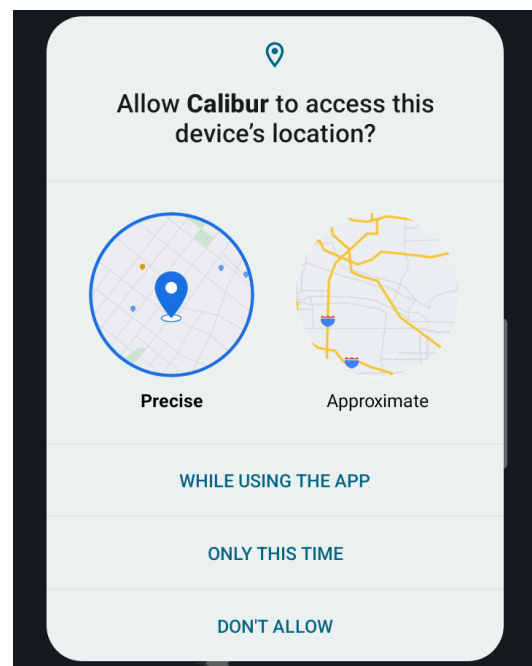 Allow Calibur to access this
device’s location?
Precise
Approximate
WHILE USING THE APP
ONLY THIS TIME
DON'T ALLOW